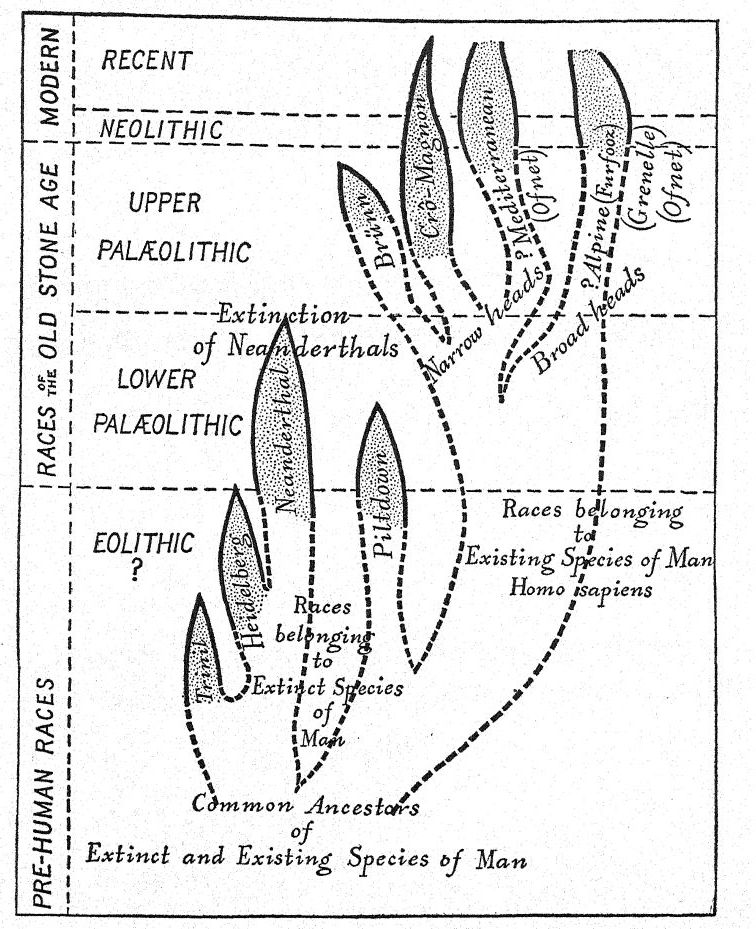 MODERN
RECENT
NEOLITHIC
RACES OF THE OLD STONE AGE
UPPER
PALÆOLITHIC
Brünn
Crô-Magnon
? Mediterranean
(Ofnet)
? Alpine (Furfooz)
(Grenelle)
(Ofnet)
Narrow heads
Broad heads
Extinction
of Neanderthals
LOWER
PALÆOLITHIC
Neanderthal
Piltdown
EOLITHIC
?
Heidelberg
Trinil
Races belonging
to
Existing Species of Man
Homo sapiens
Races
belonging
to
Extinct Species
of
Man
PRE-HUMAN RACES
Common Ancestors
of
Extinct and Existing Species of Man